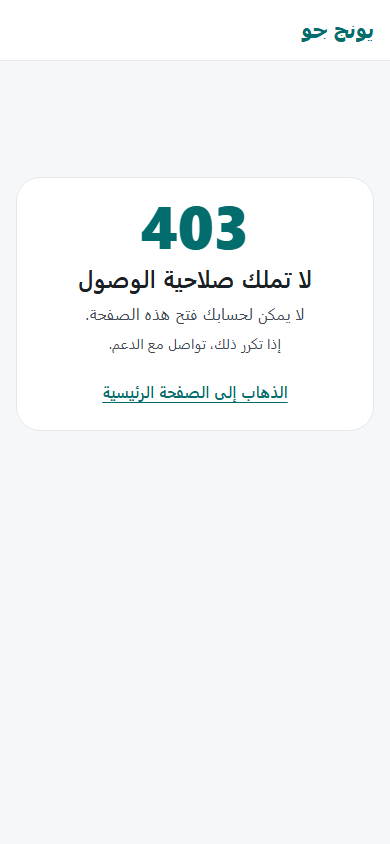 يونج جو
403
لا تملك صلاحية الوصول
لا يمكن لحسابك فتح هذه الصفحة.
إذا تكرر ذلك، تواصل مع الدعم.
الذهاب إلى الصفحة الرئيسية